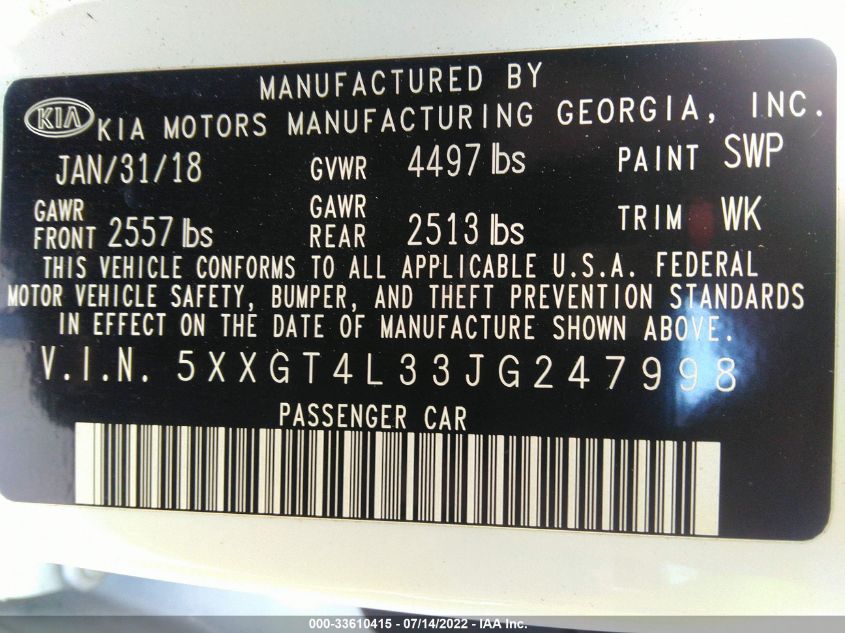 MANUFACTURED BY
KIA KIA MOTORS MANUFACTURING GEORGIA, INC.
JAN/31/18 GVWR 4497 lbs PAINT SWP
GAWR FRONT 2557 lbs GAWR REAR 2513 lbs TRIM WK
THIS VEHICLE CONFORMS TO ALL APPLICABLE U.S.A. FEDERAL
MOTOR VEHICLE SAFETY, BUMPER, AND THEFT PREVENTION STANDARDS
IN EFFECT ON THE DATE OF MANUFACTURE SHOWN ABOVE.
V.I.N. 5XXGT4L33JG247998
PASSENGER CAR
000-33610415 - 07/14/2022 - IAA Inc.